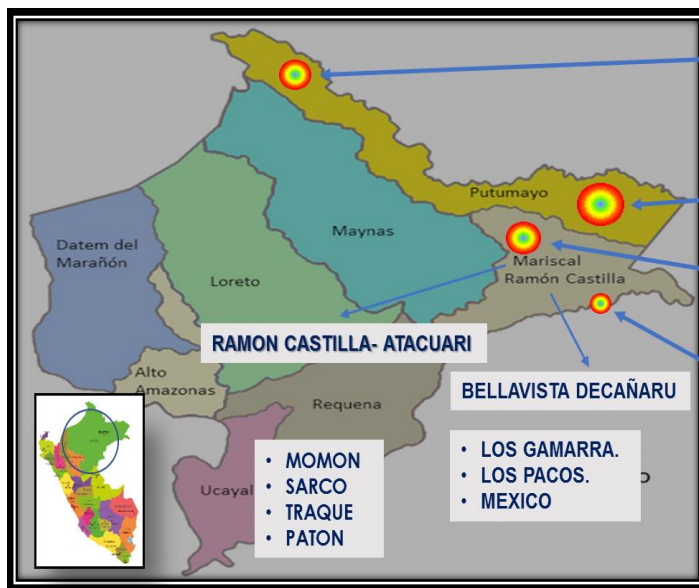 Putumayo
Maynas
Datem del
Marañón
Loreto
Mariscal
Ramón Castilla
RAMON CASTILLA- ATACUARI
Alto
Amazonas
Requena
BELLAVISTA DECAÑARU
Ucayal
• MOMON
• SARCO
• TRAQUE
• PATON
• LOS GAMARRA.
• LOS PACOS.
• MEXICO
o